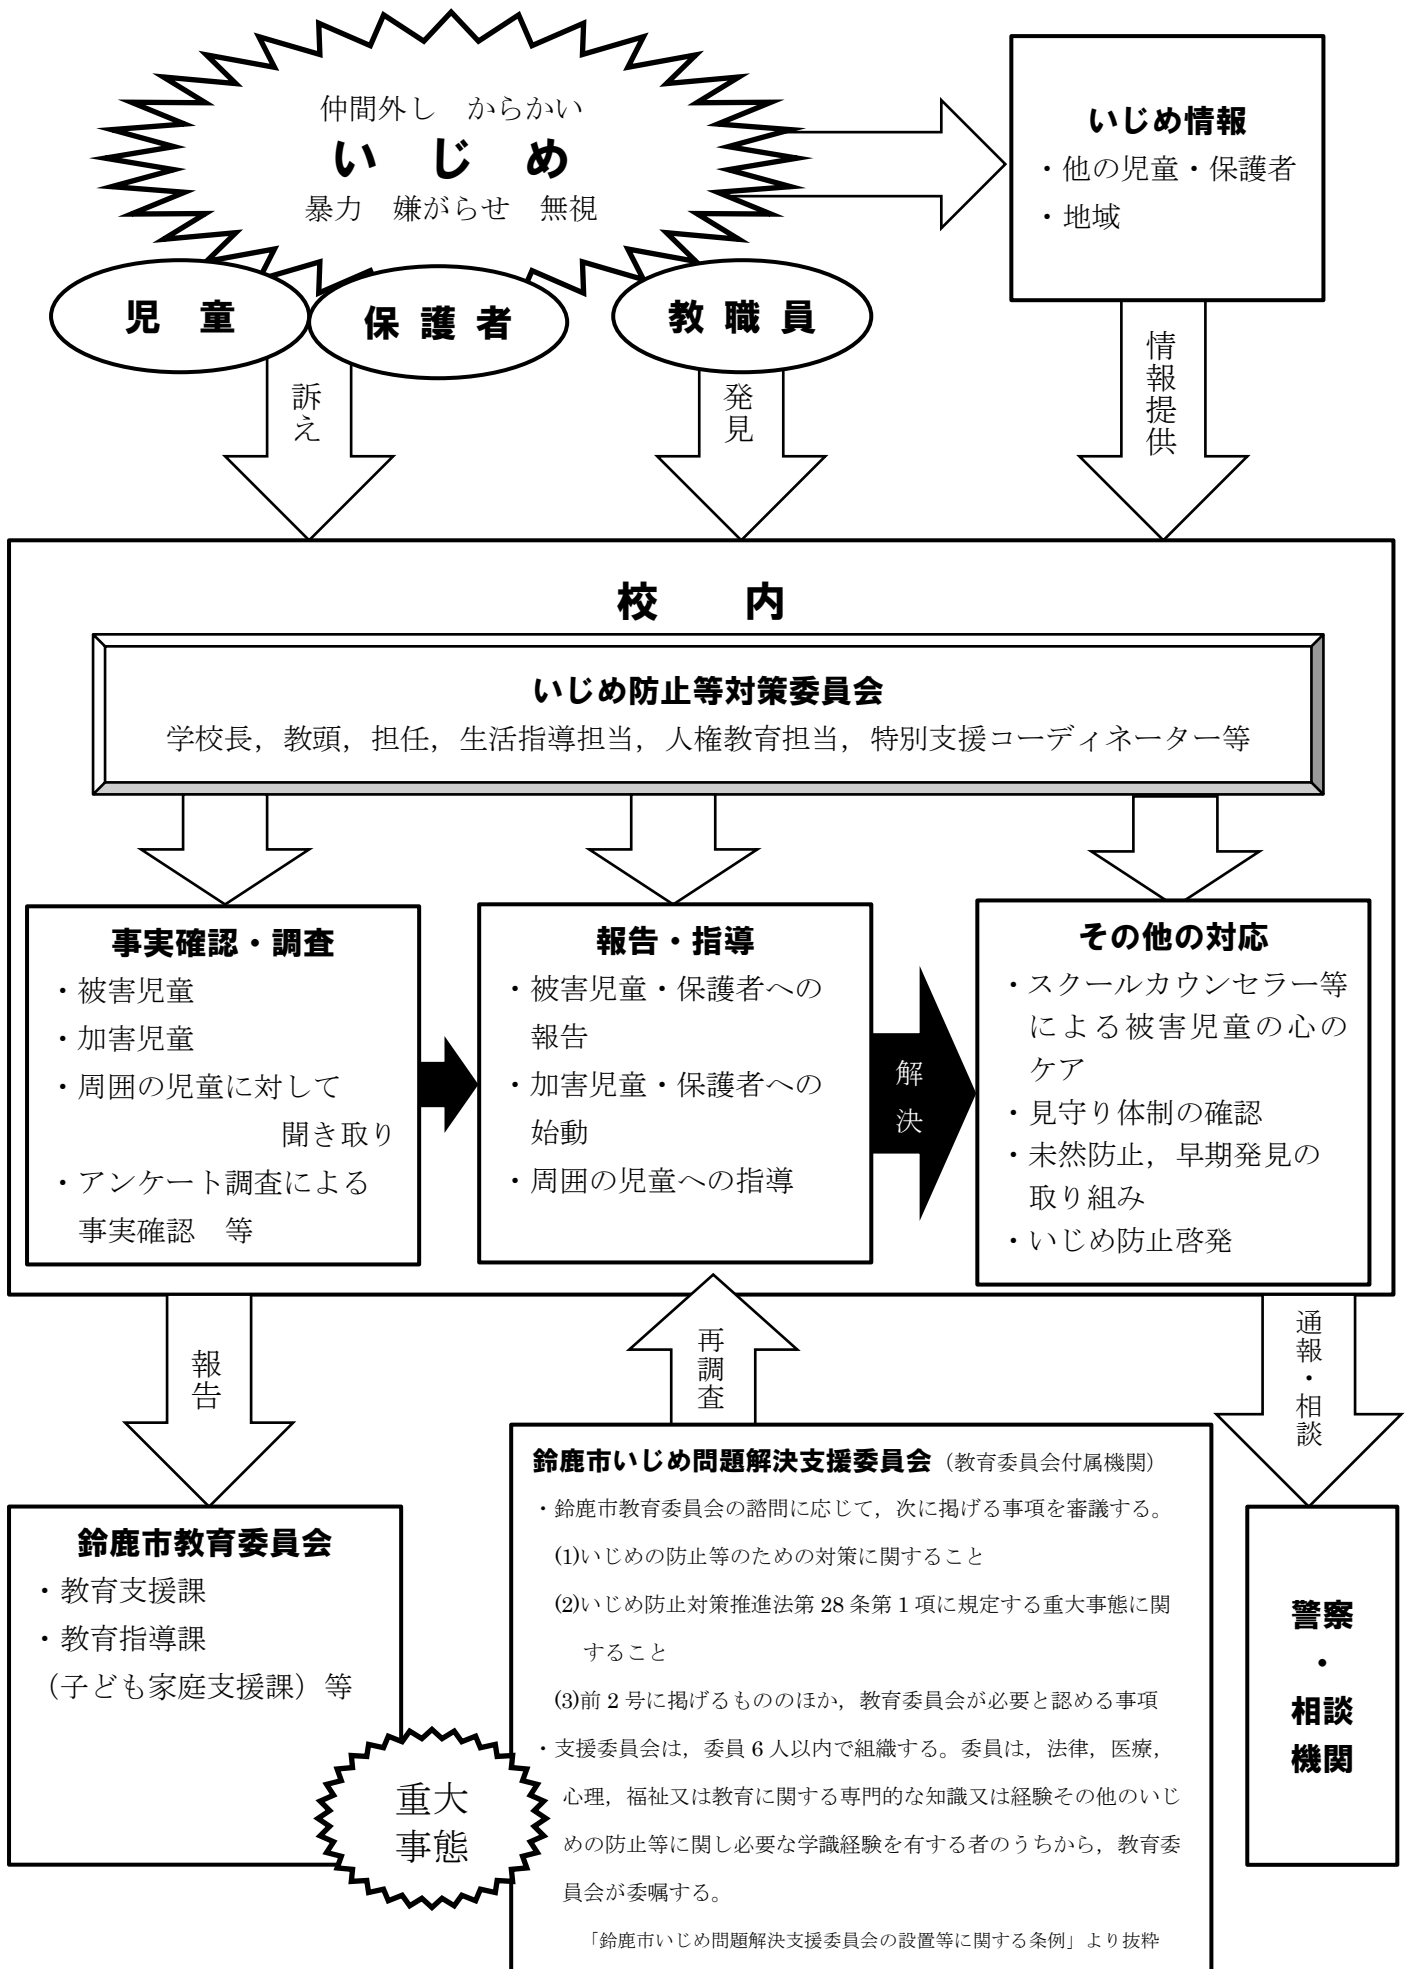 仲間外し　からかい
い　じ　め
暴力　嫌がらせ　無視
いじめ情報
・他の児童・保護者
・地域
児　童
保 護 者
教 職 員
訴え
発見
情報提供
校　　内
いじめ防止等対策委員会
学校長，教頭，担任，生活指導担当，人権教育担当，特別支援コーディネーター等
事実確認・調査
・被害児童
・加害児童
・周囲の児童に対して
聞き取り
・アンケート調査による
事実確認　等
報告・指導
・被害児童・保護者への
報告
・加害児童・保護者への
始動
・周囲の児童への指導
解決
その他の対応
・スクールカウンセラー等
による被害児童の心の
ケア
・見守り体制の確認
・未然防止，早期発見の
取り組み
・いじめ防止啓発
報告
再調査
通報・相談
鈴鹿市教育委員会
・教育支援課
・教育指導課
（子ども家庭支援課）等
重大
事態
鈴鹿市いじめ問題解決支援委員会（教育委員会付属機関）
・鈴鹿市教育委員会の諮問に応じて，次に掲げる事項を審議する。
(1)いじめの防止等のための対策に関すること
(2)いじめ防止対策推進法第 28 条第 1 項に規定する重大事態に関
すること
(3)前 2 号に掲げるもののほか，教育委員会が必要と認める事項
・支援委員会は，委員 6 人以内で組織する。委員は，法律，医療，
心理，福祉又は教育に関する専門的な知識又は経験その他のいじ
めの防止等に関し必要な学識経験を有する者のうちから，教育委
員会が委嘱する。
「鈴鹿市いじめ問題解決支援委員会の設置等に関する条例」より抜粋
警察
・
相談
機関